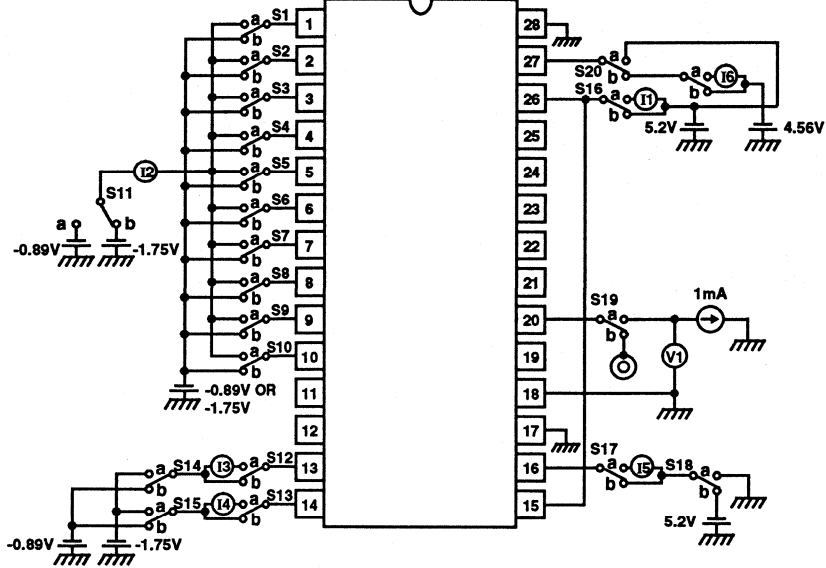 a S1 1
b
a S2 2
b
a S3 3
b
a S4 4
b
a S5 5
b
a S6 6
b
a S7 7
b
a S8 8
b
a S9 9
b
a S10 10
b
I2
S11
a b
-0.89V -1.75V
-0.89V OR
-1.75V
11
12
a S14 I3 a S12 13
b b
a S15 I4 a S13 14
b b
-0.89V -1.75V
28
27 a
S20 b a I6
b
26 S16 a I1
b
5.2V 4.56V
25
24
23
22
21
20 S19 a
b
1mA
V1
19
18
17
16 S17 a I5 S18 a
b b
5.2V
15